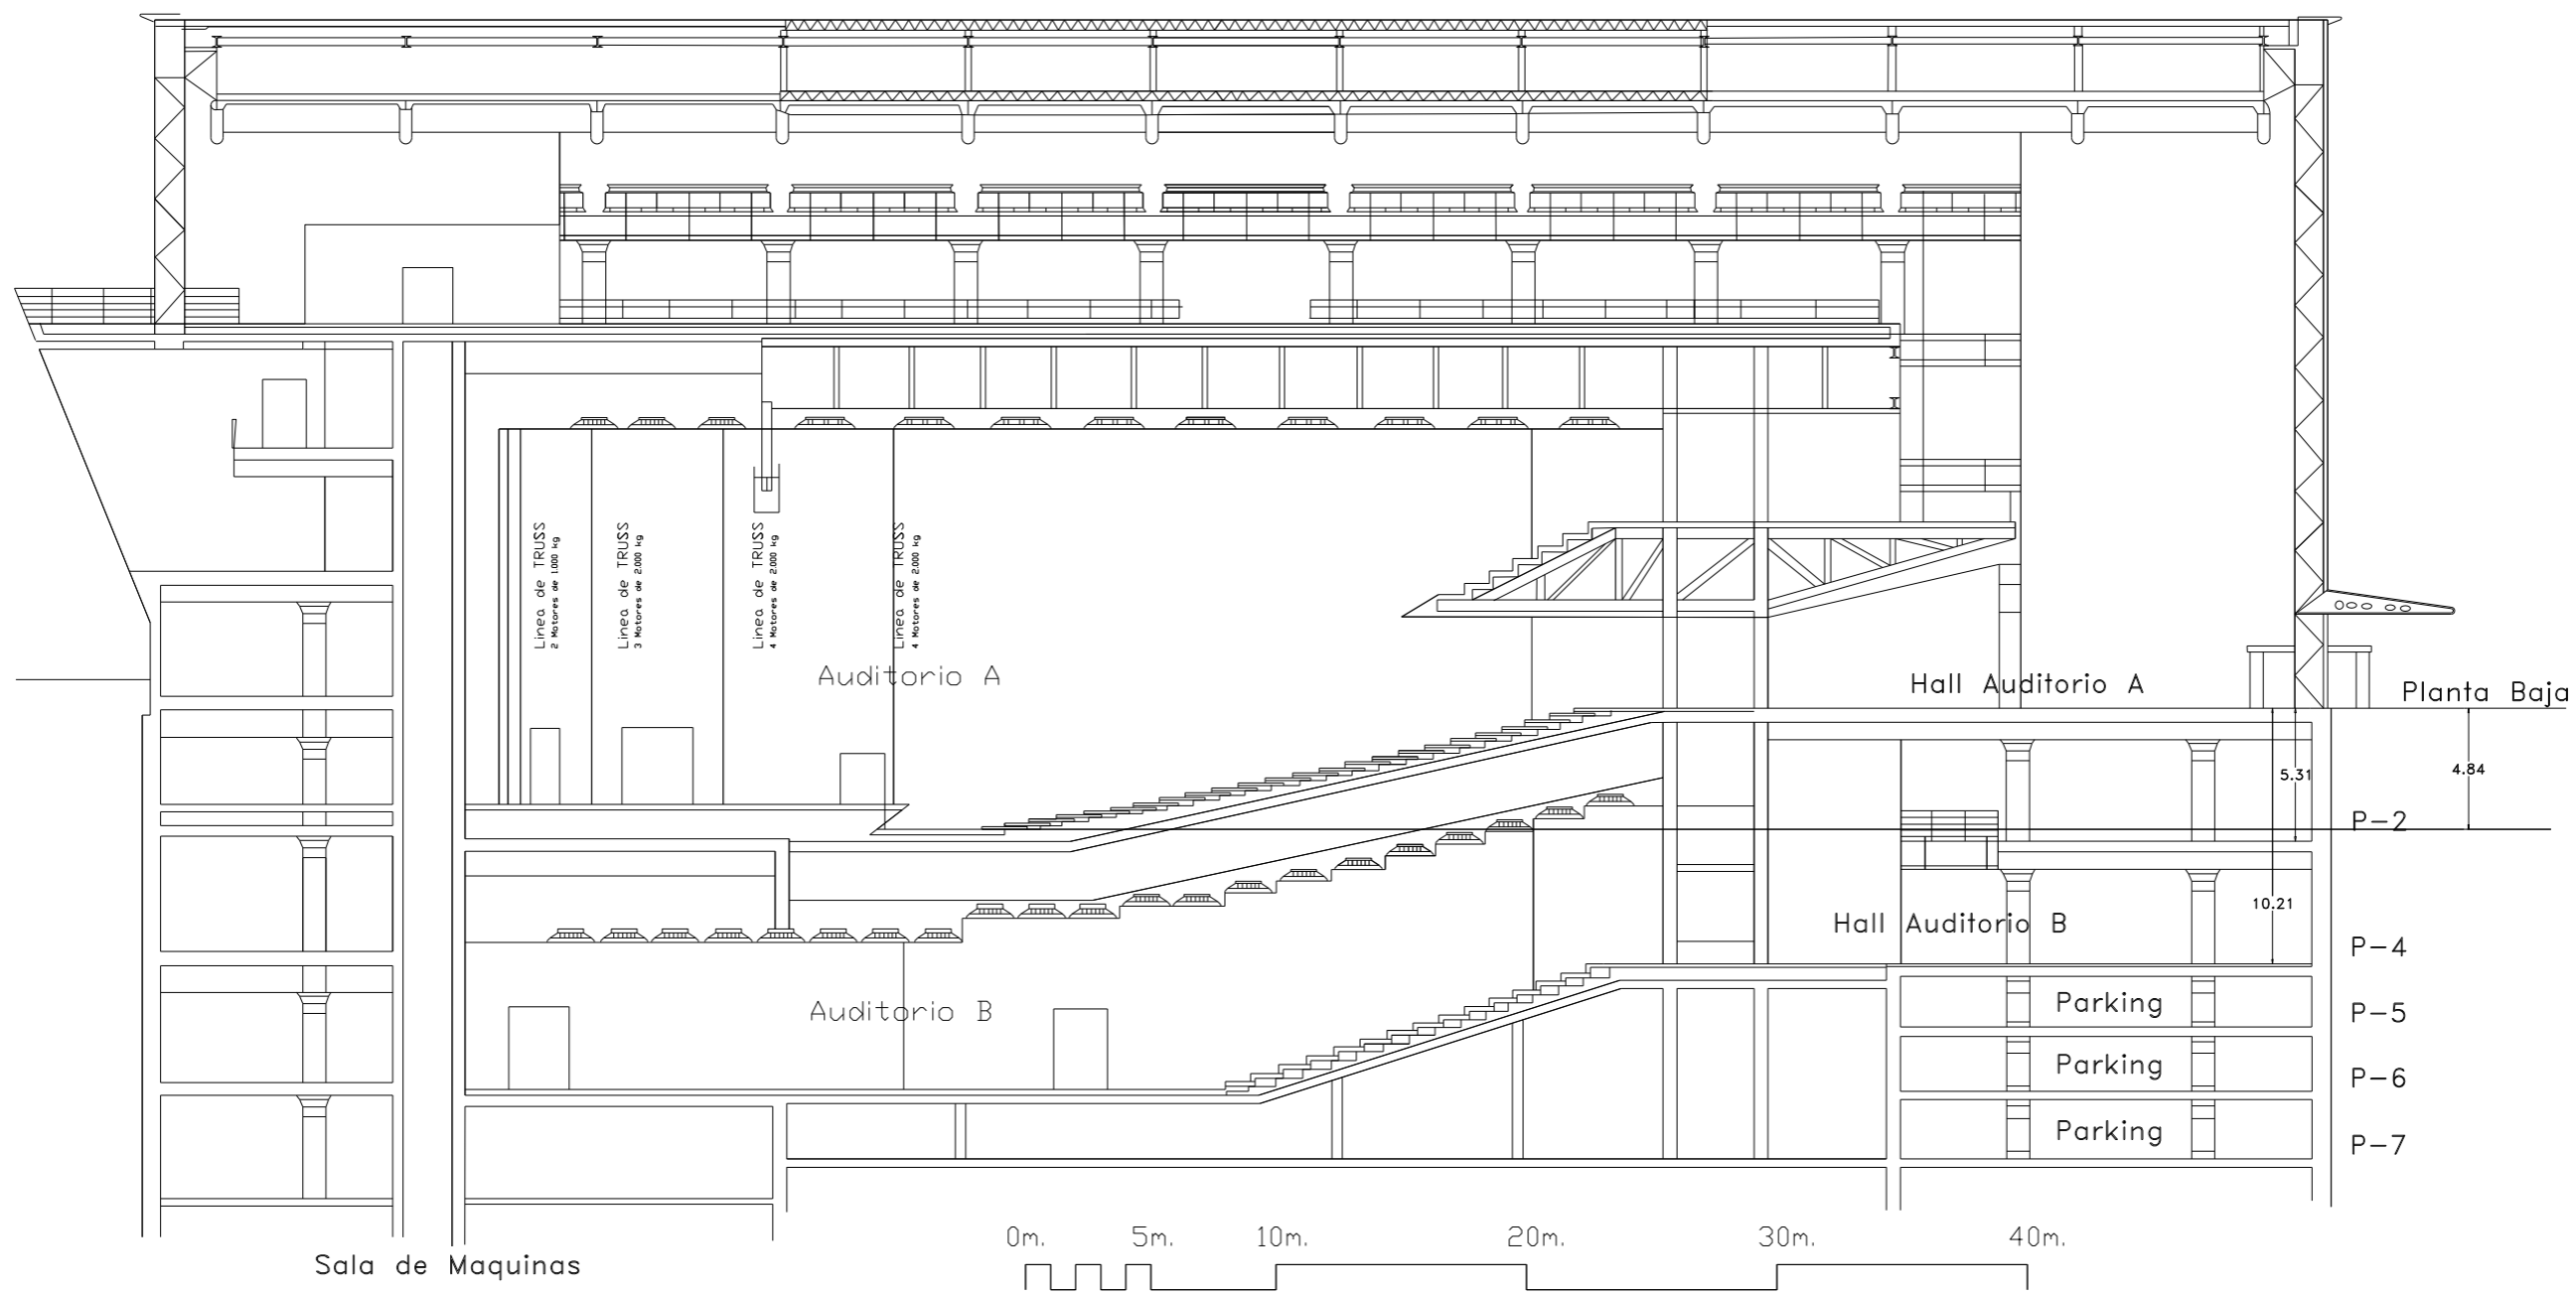 Linea de TRUSS
2 Motores de 1.000 kg
Linea de TRUSS
3 Motores de 2.000 kg
Linea de TRUSS
4 Motores de 2.000 kg
Linea de TRUSS
4 Motores de 2.000 kg
Auditorio A
Hall Auditorio A
Planta Baja
5.31
4.84
P-2
10.21
Hall Auditorio B
P-4
Auditorio B
Parking
P-5
Parking
P-6
Parking
P-7
0m. 5m. 10m. 20m. 30m. 40m.
Sala de Maquinas